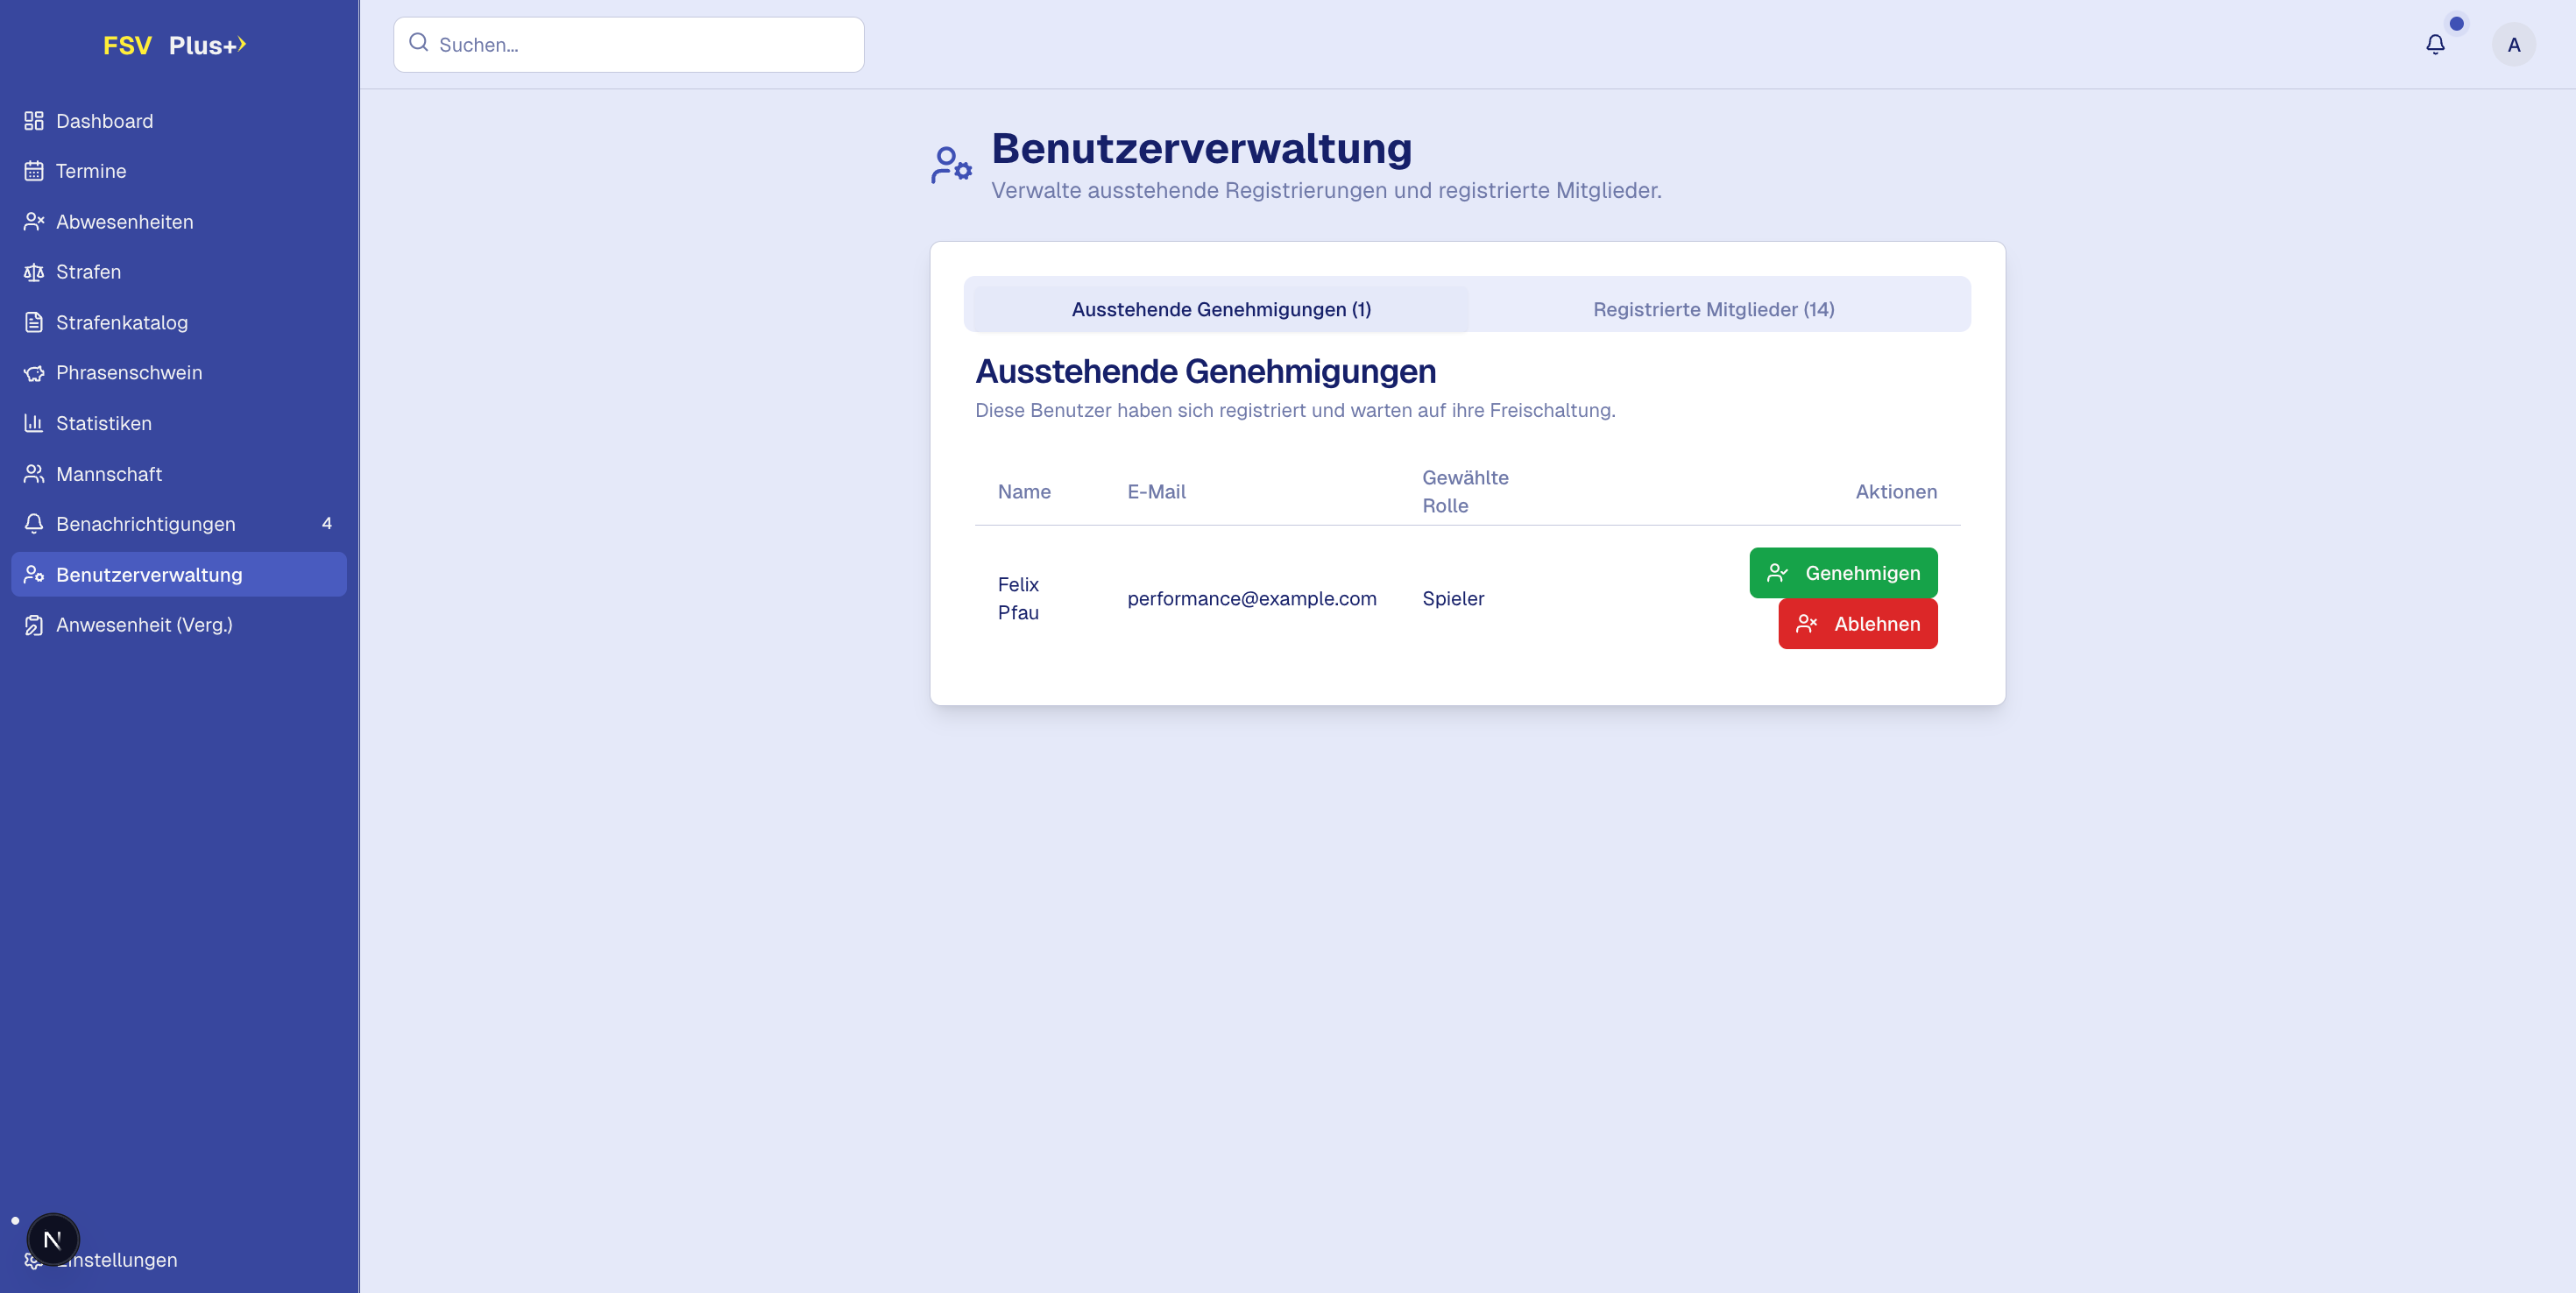 FSV Plus+
Suchen...
A
Dashboard
Termine
Abwesenheiten
Strafen
Strafenkatalog
Phrasenschwein
Statistiken
Mannschaft
Benachrichtigungen 4
Benutzerverwaltung
Anwesenheit (Verg.)
N
instellungen
Benutzerverwaltung
Verwalte ausstehende Registrierungen und registrierte Mitglieder.
Ausstehende Genehmigungen (1) Registrierte Mitglieder (14)
Ausstehende Genehmigungen
Diese Benutzer haben sich registriert und warten auf ihre Freischaltung.
Name E-Mail Gewählte Rolle Aktionen
Felix Pfau performance@example.com Spieler
Genehmigen
Ablehnen